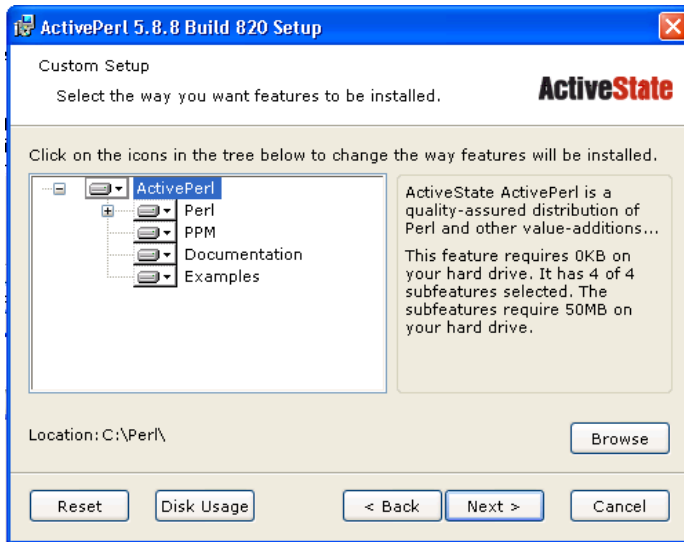 ActivePerl 5.8.8 Build 820 Setup
Custom Setup
Select the way you want features to be installed.
ActiveState
Click on the icons in the tree below to change the way features will be installed.
ActivePerl
Perl
PPM
Documentation
Examples
ActiveState ActivePerl is a
quality-assured distribution of
Perl and other value-additions...
This feature requires 0KB on
your hard drive. It has 4 of 4
subfeatures selected. The
subfeatures require 50MB on
your hard drive.
Location: C:\Perl\
Browse
Reset
Disk Usage
< Back
Next >
Cancel